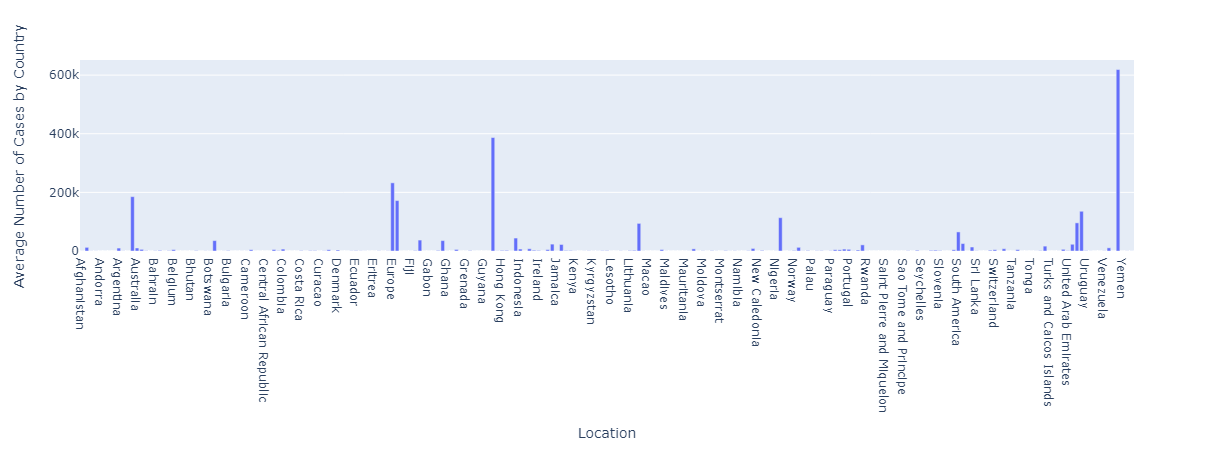 Average Number of Cases by Country
600k
400k
200k
0
Afghanistan
Andorra
Argentina
Australia
Bahrain
Belgium
Bhutan
Botswana
Bulgaria
Cameroon
Central African Republic
Colombia
Costa Rica
Curacao
Denmark
Ecuador
Eritrea
Europe
Fiji
Gabon
Ghana
Grenada
Guyana
Hong Kong
Indonesia
Ireland
Jamaica
Kenya
Kyrgyzstan
Lesotho
Lithuania
Macao
Maldives
Mauritania
Moldova
Montserrat
Namibia
New Caledonia
Nigeria
Norway
Palau
Paraguay
Portugal
Rwanda
Saint Pierre and Miquelon
Sao Tome and Principe
Seychelles
Slovenia
South America
Sri Lanka
Switzerland
Tanzania
Tonga
Turks and Caicos Islands
United Arab Emirates
Uruguay
Venezuela
Yemen
Location